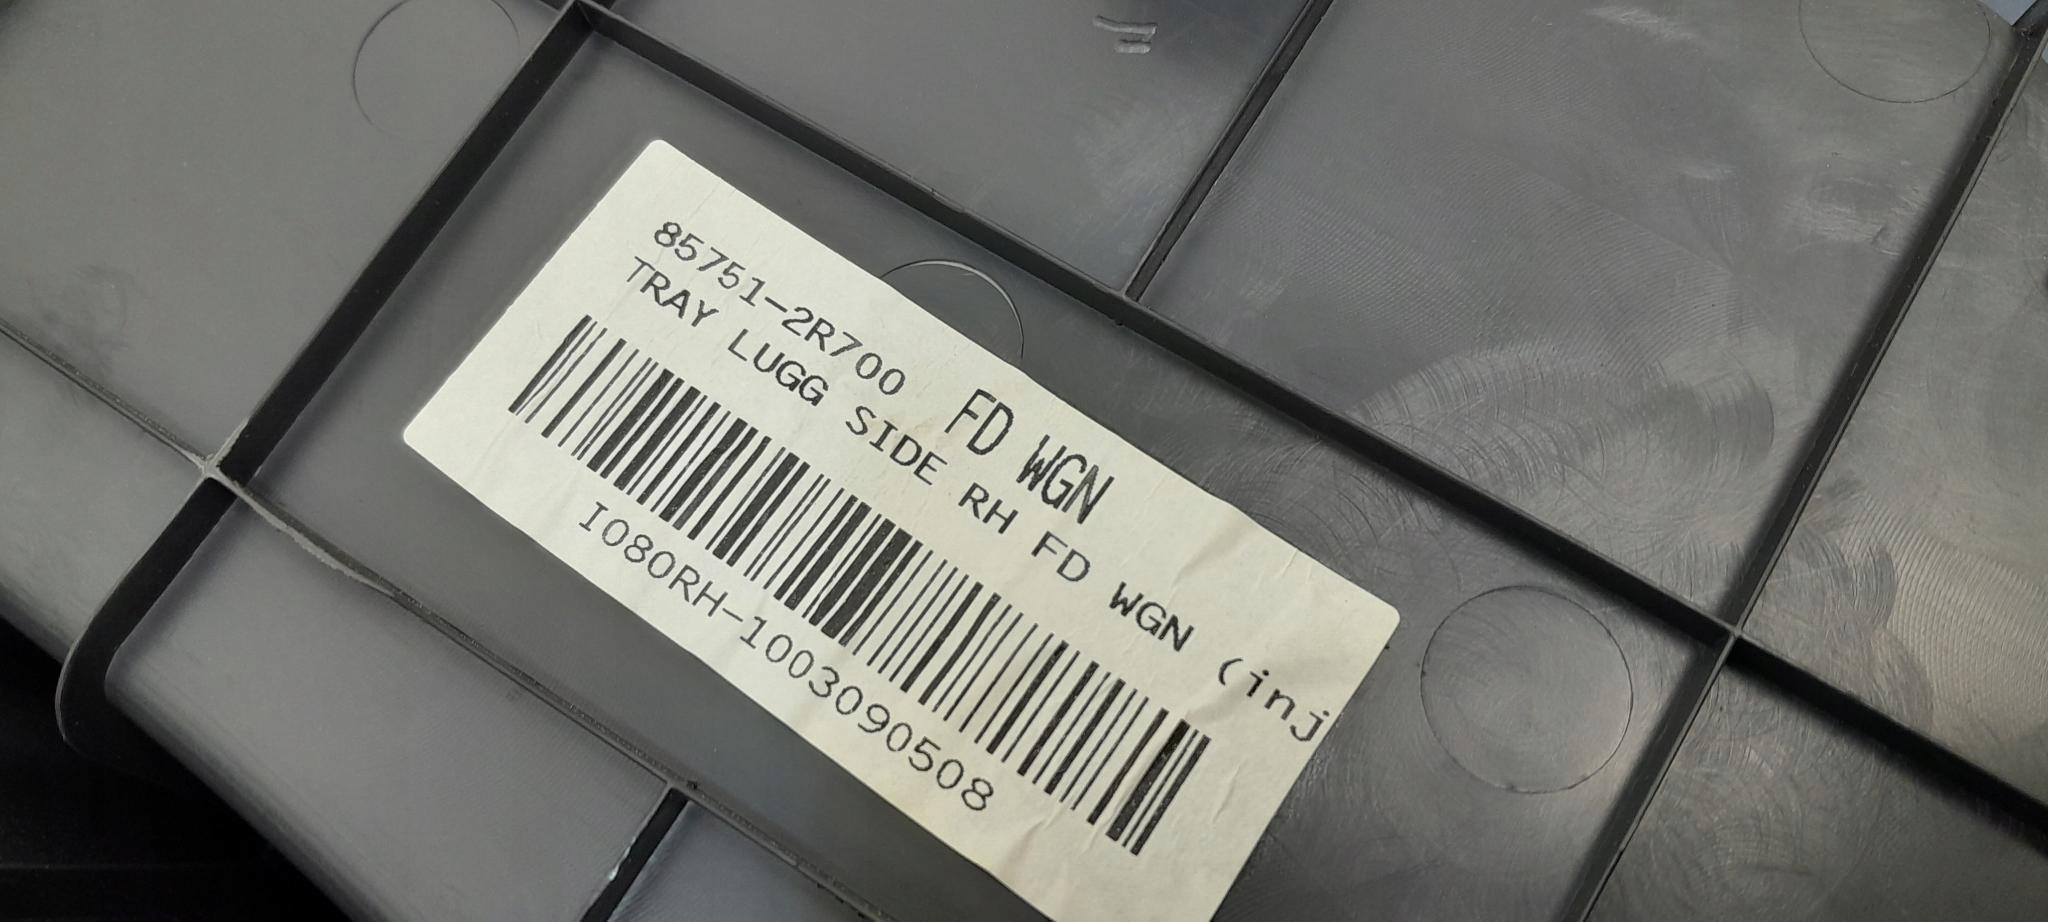 85751-2R700 FD WGN
TRAY LUGG SIDE RH FD WGN (inj
I080RH-1003090508